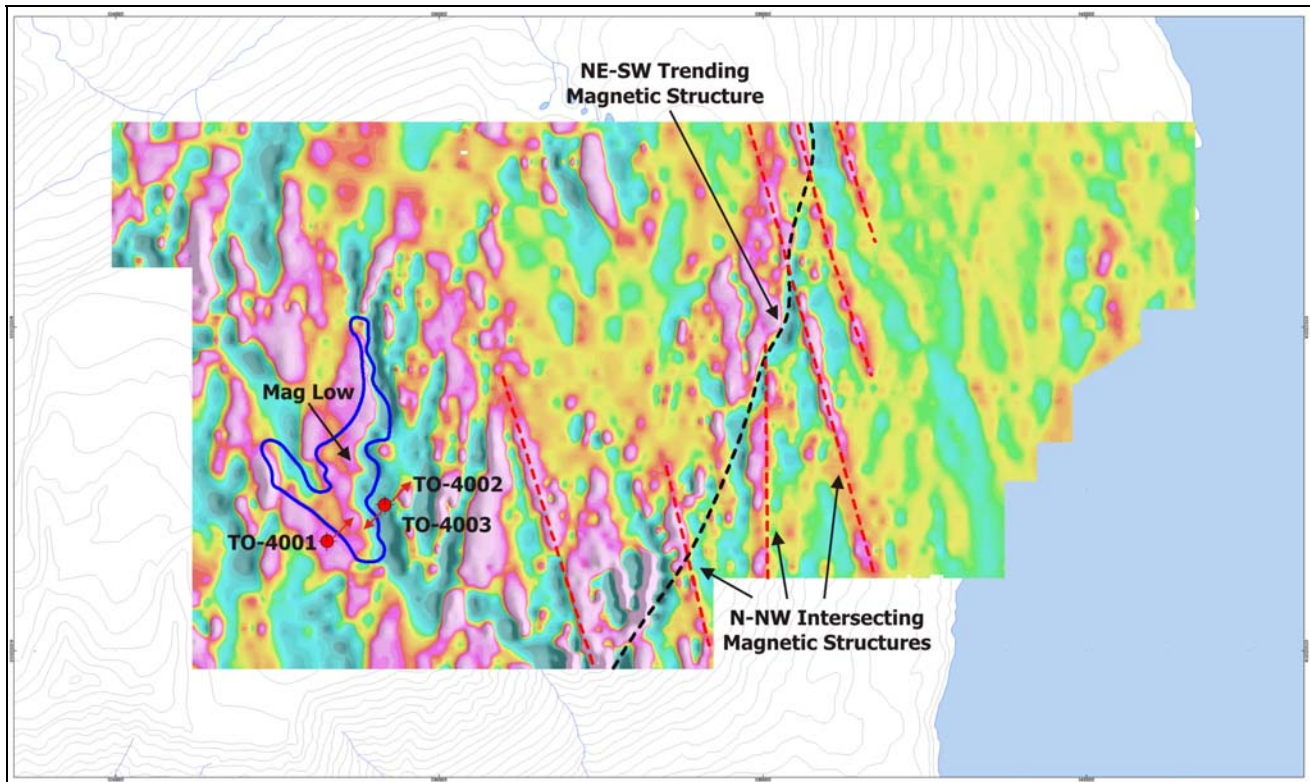 NE-SW Trending
Magnetic Structure
Mag Low
TO-4002
TO-4003
TO-4001
N-NW Intersecting
Magnetic Structures